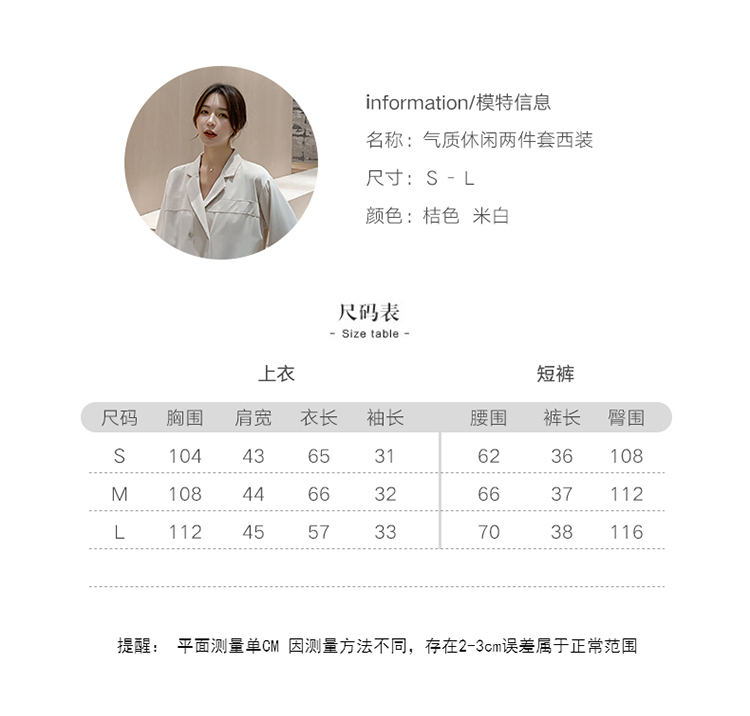 information/模特信息
名称：气质休闲两件套西装
尺寸：S - L
颜色：桔色 米白
尺码表
- Size table -
上衣 短裤
尺码 胸围 肩宽 衣长 袖长 腰围 裤长 臀围
S 104 43 65 31 62 36 108
M 108 44 66 32 66 37 112
L 112 45 57 33 70 38 116
提醒： 平面测量单CM 因测量方法不同，存在2-3cm误差属于正常范围